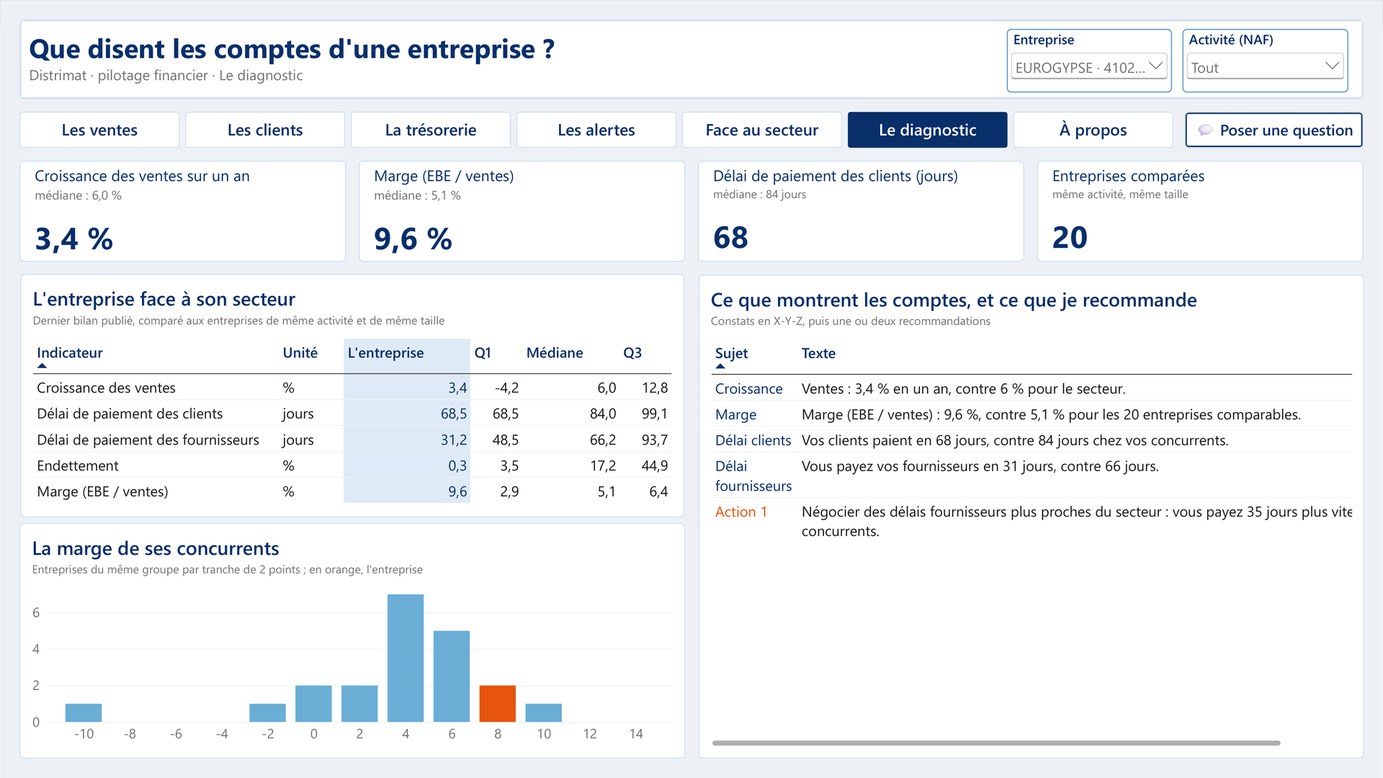 Que disent les comptes d'une entreprise ?
Distrimat · pilotage financier · Le diagnostic
Entreprise
EUROGYPSE · 4102...
Activité (NAF)
Tout
Les ventes
Les clients
La trésorerie
Les alertes
Face au secteur
Le diagnostic
À propos
Poser une question
Croissance des ventes sur un an
médiane : 6,0 %
3,4 %
Marge (EBE / ventes)
médiane : 5,1 %
9,6 %
Délai de paiement des clients (jours)
médiane : 84 jours
68
Entreprises comparées
même activité, même taille
20
L'entreprise face à son secteur
Dernier bilan publié, comparé aux entreprises de même activité et de même taille
Indicateur Unité L'entreprise Q1 Médiane Q3
Croissance des ventes % 3,4 -4,2 6,0 12,8
Délai de paiement des clients jours 68,5 68,5 84,0 99,1
Délai de paiement des fournisseurs jours 31,2 48,5 66,2 93,7
Endettement % 0,3 3,5 17,2 44,9
Marge (EBE / ventes) % 9,6 2,9 5,1 6,4
La marge de ses concurrents
Entreprises du même groupe par tranche de 2 points ; en orange, l'entreprise
6
4
2
0
-10 -8 -6 -4 -2 0 2 4 6 8 10 12 14
Ce que montrent les comptes, et ce que je recommande
Constats en X-Y-Z, puis une ou deux recommandations
Sujet Texte
Croissance Ventes : 3,4 % en un an, contre 6 % pour le secteur.
Marge Marge (EBE / ventes) : 9,6 %, contre 5,1 % pour les 20 entreprises comparables.
Délai clients Vos clients paient en 68 jours, contre 84 jours chez vos concurrents.
Délai Vous payez vos fournisseurs en 31 jours, contre 66 jours.
fournisseurs
Action 1 Négocier des délais fournisseurs plus proches du secteur : vous payez 35 jours plus vite
concurrents.